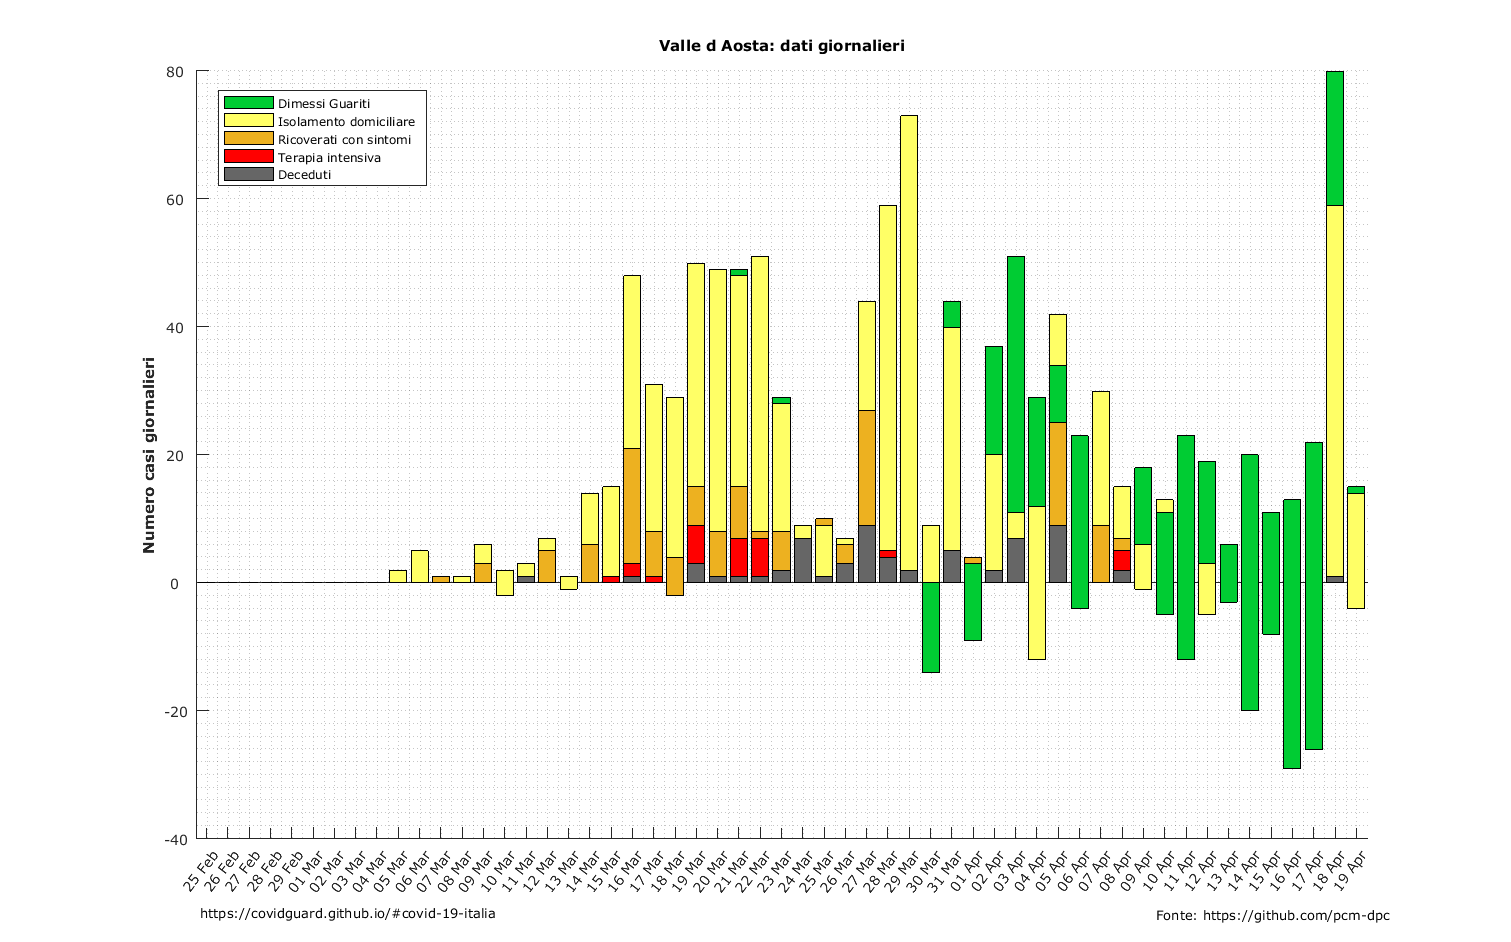 Valle d Aosta: dati giornalieri
80
60
40
20
0
-20
-40
Numero casi giornalieri
Dimessi Guariti
Isolamento domiciliare
Ricoverati con sintomi
Terapia intensiva
Deceduti
25 Feb
26 Feb
27 Feb
28 Feb
29 Feb
01 Mar
02 Mar
03 Mar
04 Mar
05 Mar
06 Mar
07 Mar
08 Mar
09 Mar
10 Mar
11 Mar
12 Mar
13 Mar
14 Mar
15 Mar
16 Mar
17 Mar
18 Mar
19 Mar
20 Mar
21 Mar
22 Mar
23 Mar
24 Mar
25 Mar
26 Mar
27 Mar
28 Mar
29 Mar
30 Mar
31 Mar
01 Apr
02 Apr
03 Apr
04 Apr
05 Apr
06 Apr
07 Apr
08 Apr
09 Apr
10 Apr
11 Apr
12 Apr
13 Apr
14 Apr
15 Apr
16 Apr
17 Apr
18 Apr
19 Apr
https://covidguard.github.io/#covid-19-italia
Fonte: https://github.com/pcm-dpc